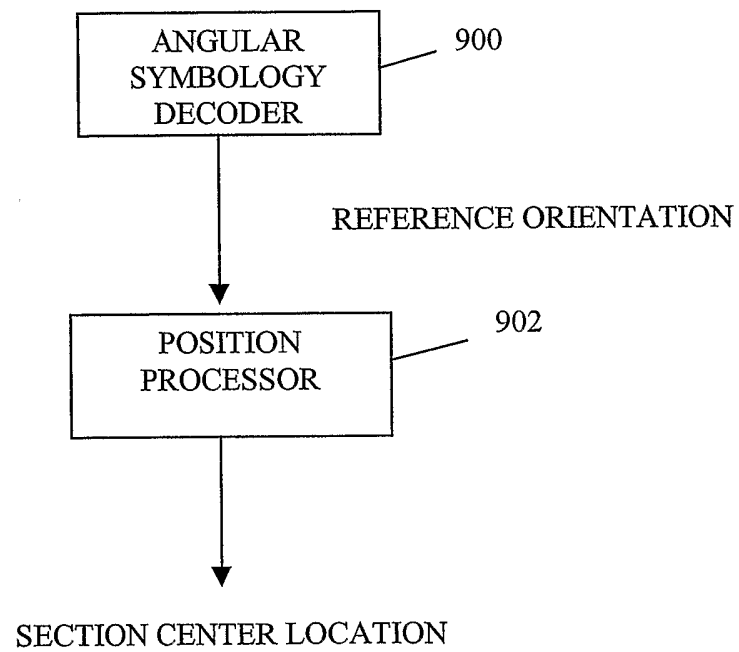 ANGULAR
SYMBOLOGY
DECODER
900
REFERENCE ORIENTATION
POSITION
PROCESSOR
902
SECTION CENTER LOCATION